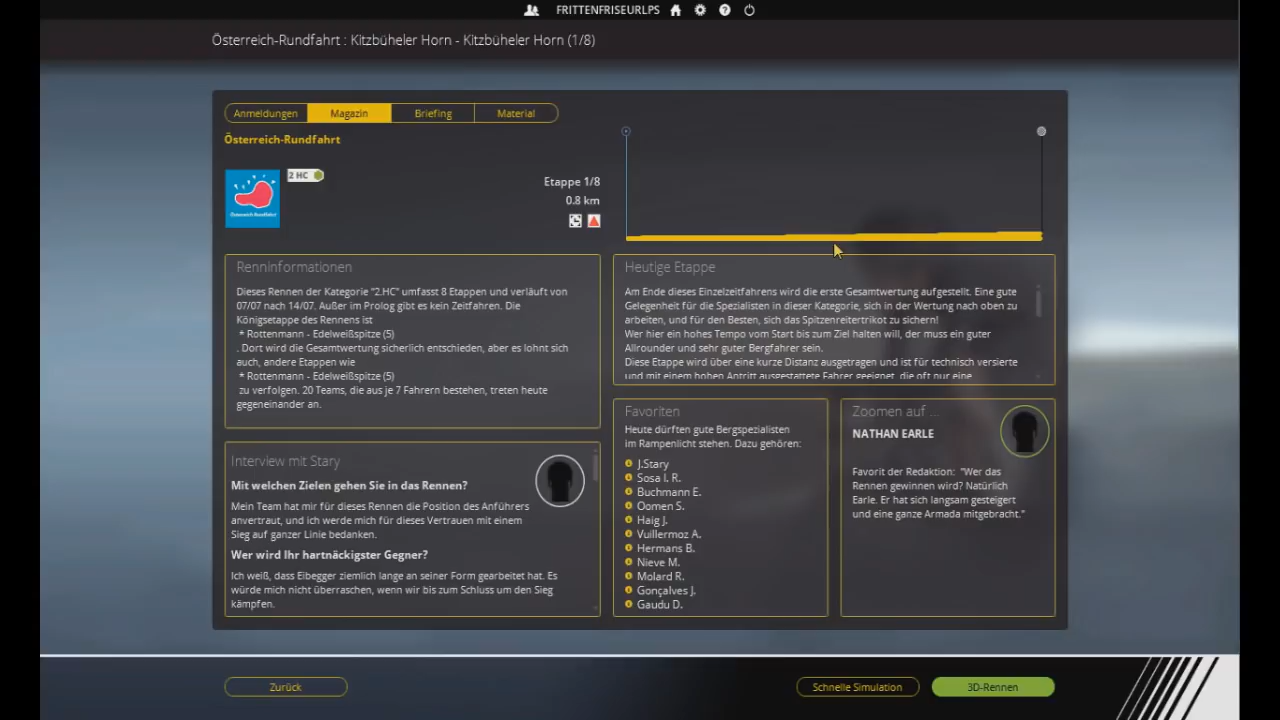 FRITTENFRISEURLPS
Österreich-Rundfahrt : Kitzbüheler Horn - Kitzbüheler Horn (1/8)
Anmeldungen
Magazin
Briefing
Material
Österreich-Rundfahrt
2 HC
Österreich Rundfahrt
Etappe 1/8
0.8 km
Renninformationen
Dieses Rennen der Kategorie "2.HC" umfasst 8 Etappen und verläuft von
07/07 nach 14/07. Außer im Prolog gibt es kein Zeitfahren. Die
Königsetappe des Rennens ist
* Rottenmann - Edelweißspitze (5)
. Dort wird die Gesamtwertung sicherlich entschieden, aber es lohnt sich
auch, andere Etappen wie
* Rottenmann - Edelweißspitze (5)
zu verfolgen. 20 Teams, die aus je 7 Fahrern bestehen, treten heute
gegeneinander an.
Heutige Etappe
Am Ende dieses Einzelzeitfahrens wird die erste Gesamtwertung aufgestellt. Eine gute
Gelegenheit für die Spezialisten in dieser Kategorie, sich in der Wertung nach oben zu
arbeiten, und für den Besten, sich das Spitzenreitertrikot zu sichern!
Wer hier ein hohes Tempo vom Start bis zum Ziel halten will, der muss ein guter
Allrounder und sehr guter Bergfahrer sein.
Diese Etappe wird über eine kurze Distanz ausgetragen und ist für technisch versierte
und mit einem hohen Antritt ausgestattete Fahrer geeignet, die oft nur eine
Interview mit Stary
Mit welchen Zielen gehen Sie in das Rennen?
Mein Team hat mir für dieses Rennen die Position des Anführers
anvertraut, und ich werde mich für dieses Vertrauen mit einem
Sieg auf ganzer Linie bedanken.
Wer wird Ihr hartnäckigster Gegner?
Ich weiß, dass Eibegger ziemlich lange an seiner Form gearbeitet hat. Es
würde mich nicht überraschen, wenn wir bis zum Schluss um den Sieg
kämpfen.
Favoriten
Heute dürften gute Bergspezialisten
im Rampenlicht stehen. Dazu gehören:
J.Stary
Sosa I. R.
Buchmann E.
Oomen S.
Haig J.
Vuillermoz A.
Hermans B.
Nieve M.
Molard R.
Gonçalves J.
Gaudu D.
Zoomen auf ...
NATHAN EARLE
Favorit der Redaktion: "Wer das
Rennen gewinnen wird? Natürlich
Earle. Er hat sich langsam gesteigert
und eine ganze Armada mitgebracht."
Zurück
Schnelle Simulation
3D-Rennen